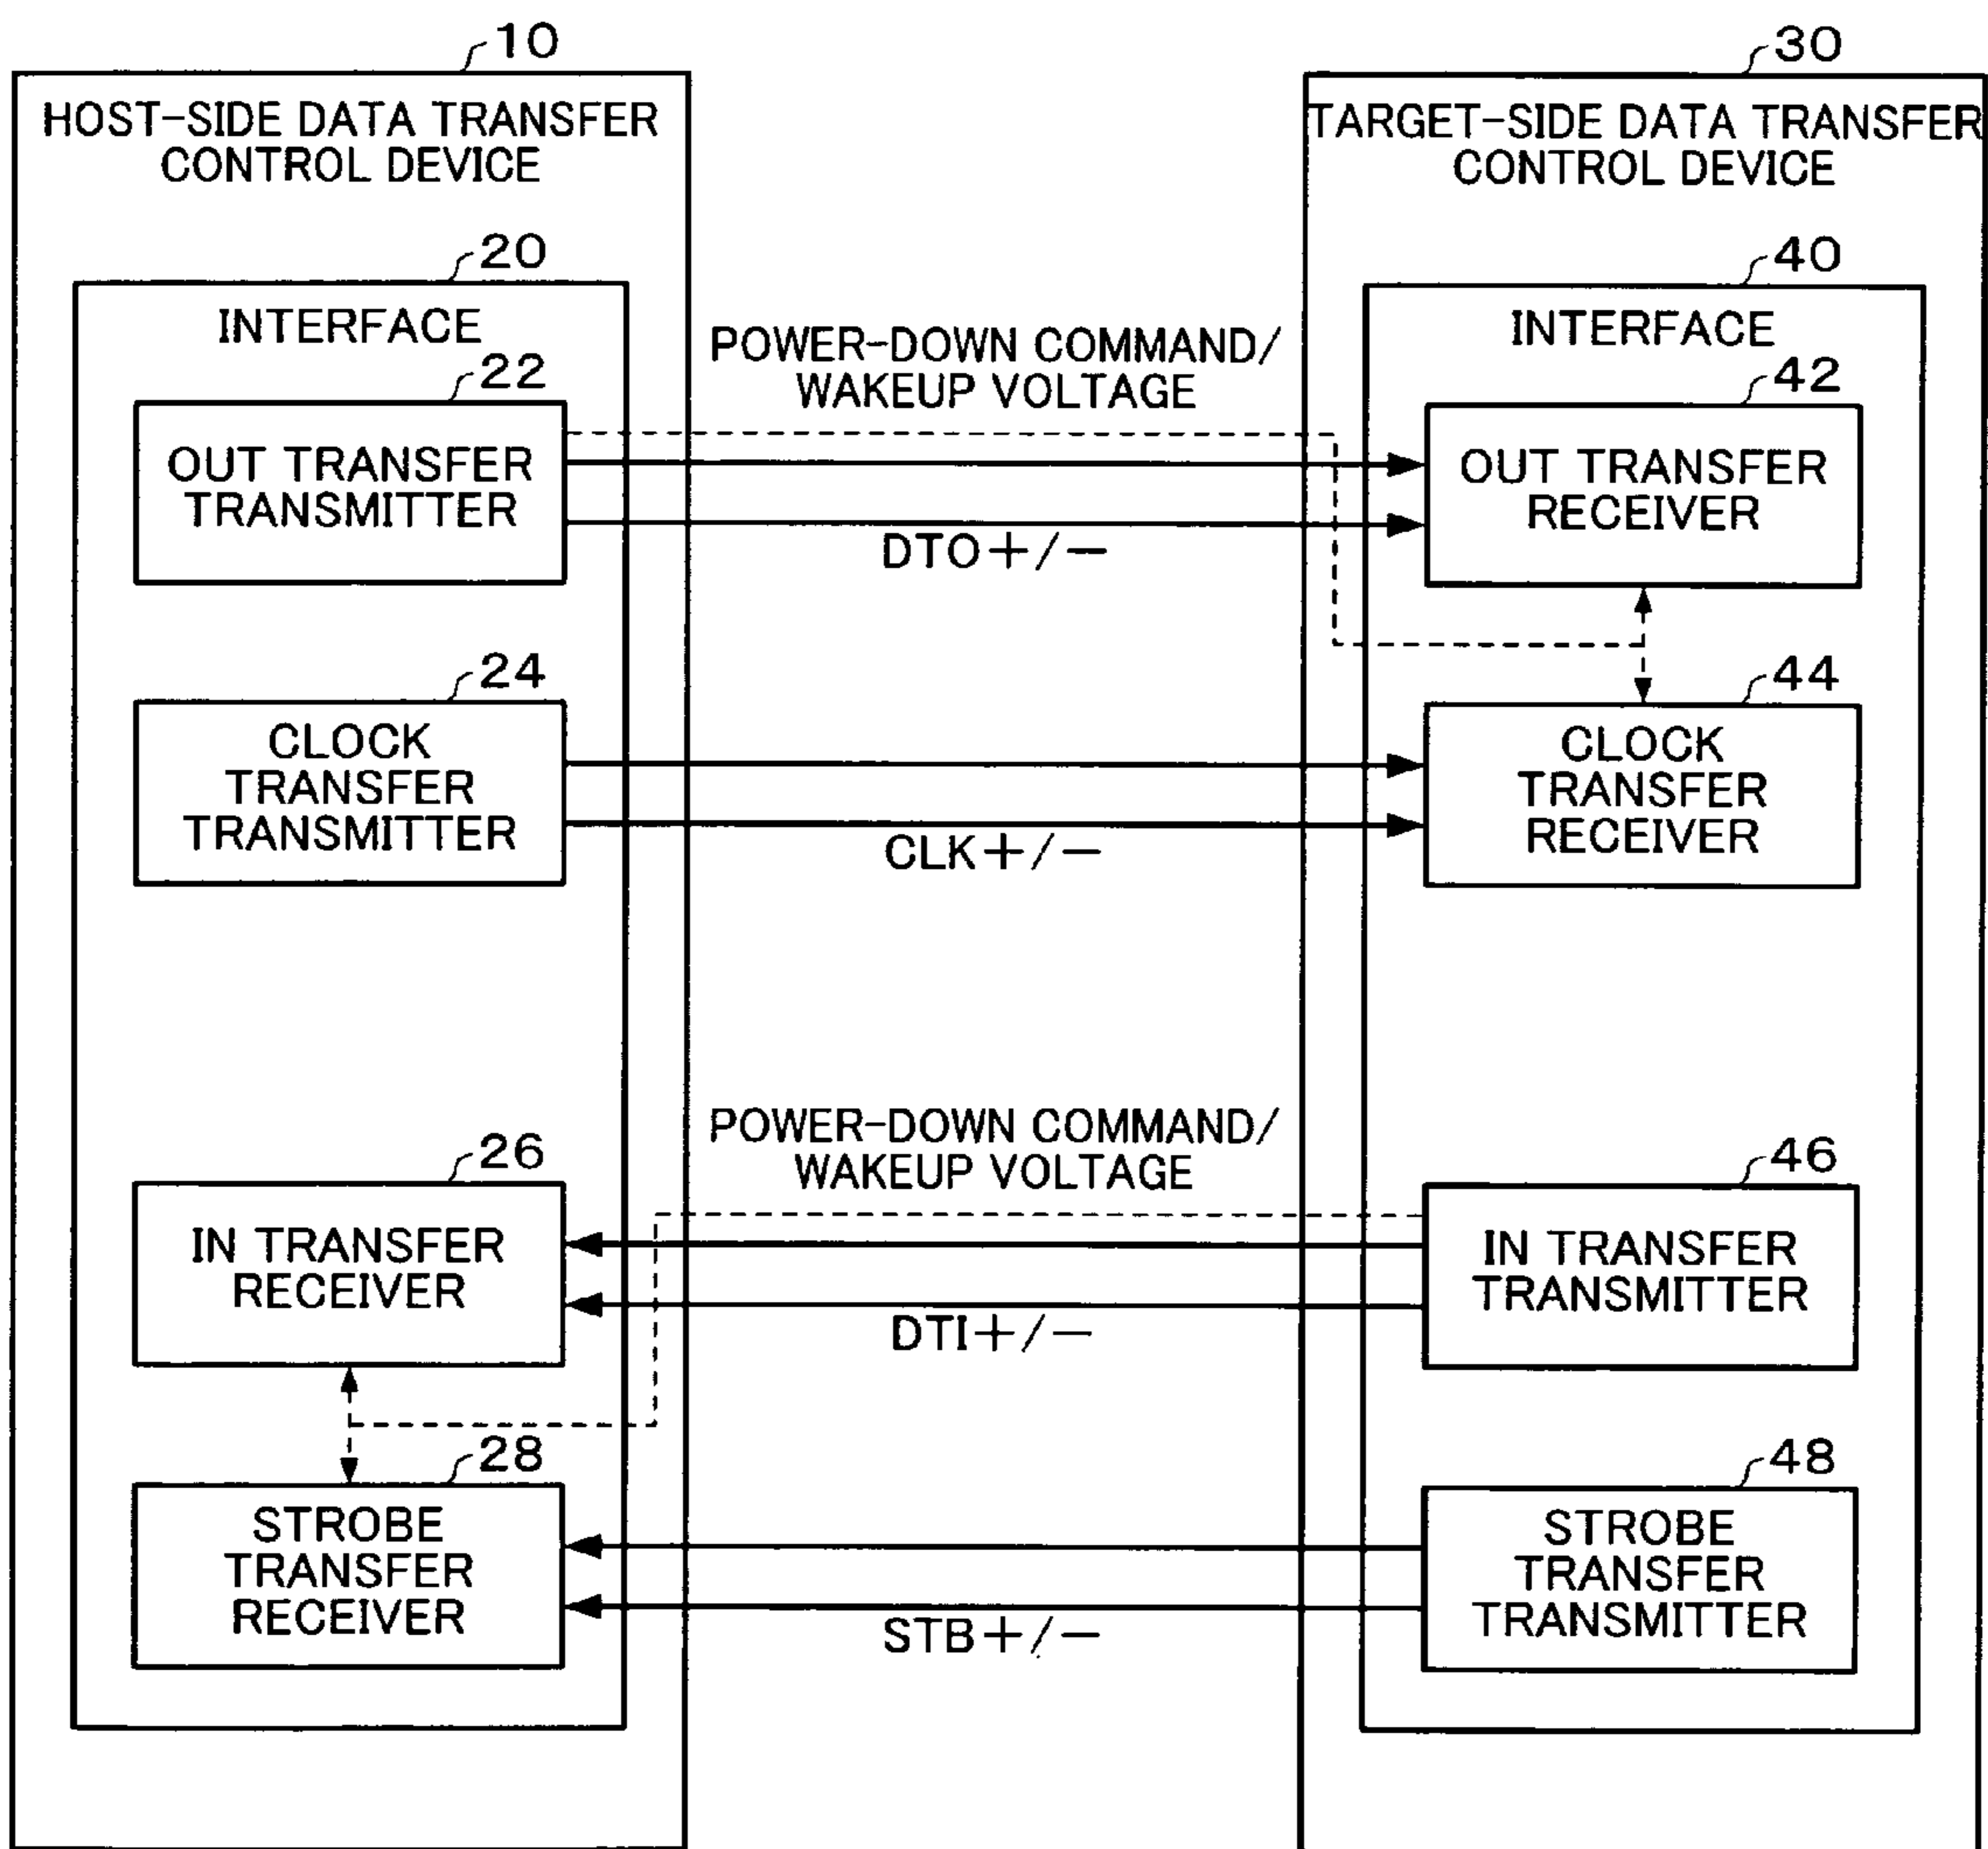 10
HOST-SIDE DATA TRANSFER
CONTROL DEVICE
20
INTERFACE
22
OUT TRANSFER
TRANSMITTER
24
CLOCK
TRANSFER
TRANSMITTER
26
IN TRANSFER
RECEIVER
28
STROBE
TRANSFER
RECEIVER
POWER-DOWN COMMAND/
WAKEUP VOLTAGE
DTO+/−
CLK+/−
POWER-DOWN COMMAND/
WAKEUP VOLTAGE
DTI+/−
STB+/−
30
TARGET-SIDE DATA TRANSFER
CONTROL DEVICE
40
INTERFACE
42
OUT TRANSFER
RECEIVER
44
CLOCK
TRANSFER
RECEIVER
46
IN TRANSFER
TRANSMITTER
48
STROBE
TRANSFER
TRANSMITTER